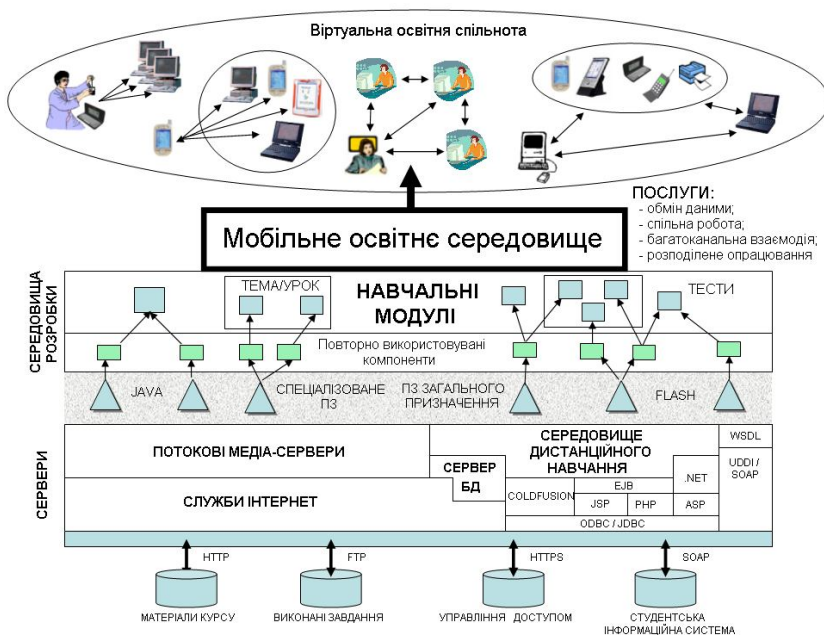 Віртуальна освітня спільнота
ПОСЛУГИ:
- обмін даними;
- спільна робота;
- багатоканальна взаємодія;
- розподілене опрацювання
Мобільне освітнє середовище
СЕРЕДОВИЩА
РОЗРОБКИ
ТЕМА/УРОК
НАВЧАЛЬНІ
МОДУЛІ
ТЕСТИ
Повторно використовувані
компоненти
JAVA
СПЕЦІАЛІЗОВАНЕ
ПЗ
ПЗ ЗАГАЛЬНОГО
ПРИЗНАЧЕННЯ
FLASH
СЕРВЕРИ
ПОТОКОВІ МЕДІА-СЕРВЕРИ
СЕРВЕР
БД
СЛУЖБИ ІНТЕРНЕТ
СЕРЕДОВИЩЕ
ДИСТАНЦІЙНОГО
НАВЧАННЯ
WSDL
UDDI /
SOAP
.NET
COLDFUSION
EJB
JSP
PHP
ASP
ODBC / JDBC
HTTP
FTP
HTTPS
SOAP
МАТЕРІАЛИ КУРСУ
ВИКОНАНІ ЗАВДАННЯ
УПРАВЛІННЯ ДОСТУПОМ
СТУДЕНТСЬКА
ІНФОРМАЦІЙНА СИСТЕМА